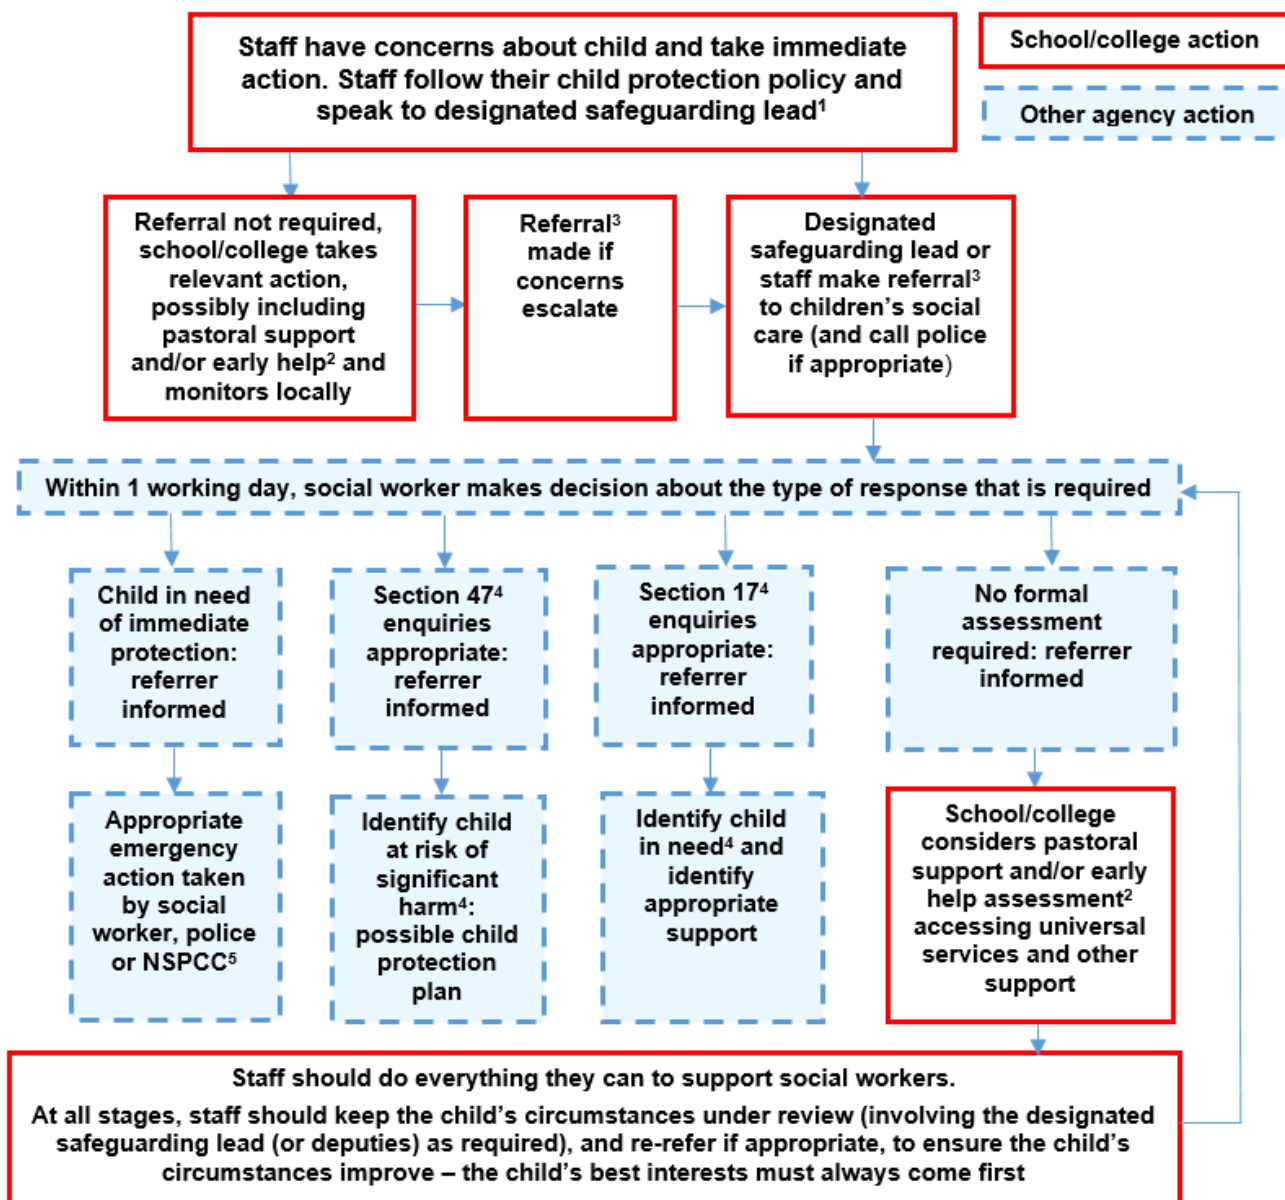 Staff have concerns about child and take immediate
action. Staff follow their child protection policy and
speak to designated safeguarding lead¹
School/college action
Other agency action
Referral not required,
school/college takes
relevant action,
possibly including
pastoral support
and/or early help² and
monitors locally
Referral³
made if
concerns
escalate
Designated
safeguarding lead or
staff make referral³
to children’s social
care (and call police
if appropriate)
Within 1 working day, social worker makes decision about the type of response that is required
Child in need
of immediate
protection:
referrer
informed
Section 47⁴
enquiries
appropriate:
referrer
informed
Section 17⁴
enquiries
appropriate:
referrer
informed
No formal
assessment
required: referrer
informed
Appropriate
emergency
action taken
by social
worker, police
or NSPCC⁵
Identify child
at risk of
significant
harm⁴:
possible child
protection
plan
Identify child
in need⁴ and
identify
appropriate
support
School/college
considers pastoral
support and/or early
help assessment²
accessing universal
services and other
support
Staff should do everything they can to support social workers.
At all stages, staff should keep the child’s circumstances under review (involving the designated
safeguarding lead (or deputies) as required), and re-refer if appropriate, to ensure the child’s
circumstances improve – the child’s best interests must always come first